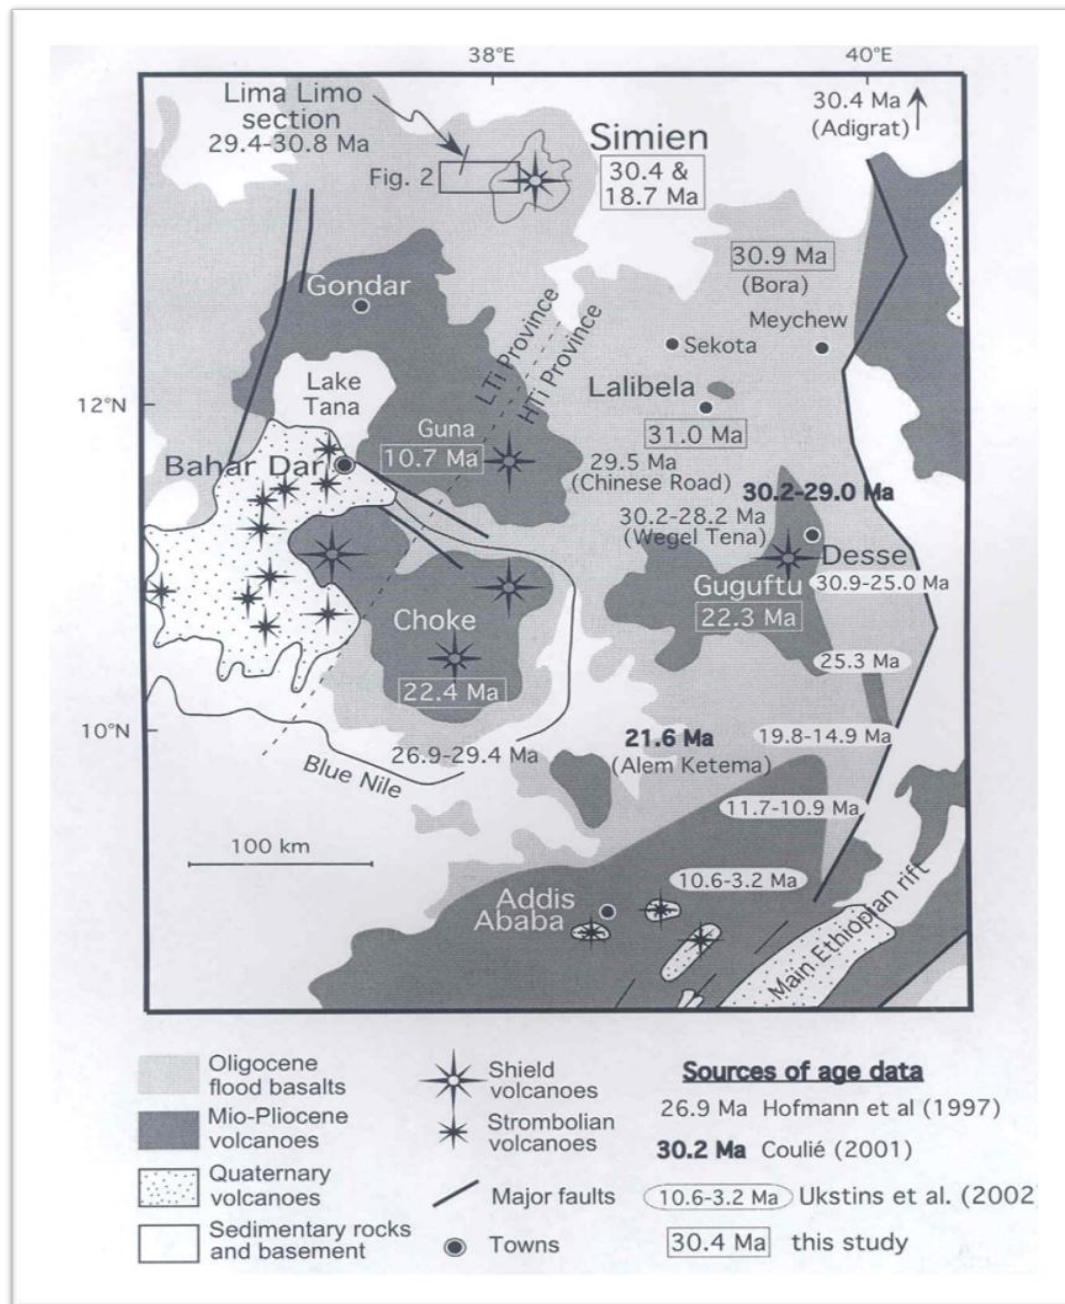 38°E
40°E
Lima Limo
section
29.4-30.8 Ma
30.4 Ma
(Adigrat)
Simien
Fig. 2
30.4 &
18.7 Ma
30.9 Ma
(Bora)
Gondar
Meychew
Sekota
LTi Province
HTi Province
Lake
Tana
Lalibela
12°N
Guna
31.0 Ma
10.7 Ma
Bahar Dar
29.5 Ma
(Chinese Road)
30.2-29.0 Ma
30.2-28.2 Ma
(Wegel Tena)
Desse
Guguftu
30.9-25.0 Ma
22.3 Ma
Choke
25.3 Ma
22.4 Ma
10°N
21.6 Ma
19.8-14.9 Ma
26.9-29.4 Ma
(Alem Ketema)
Blue Nile
11.7-10.9 Ma
100 km
10.6-3.2 Ma
Addis
Ababa
Main Ethiopian rift
Oligocene
flood basalts
Mio-Pliocene
volcanoes
Quaternary
volcanoes
Sedimentary rocks
and basement
Shield
volcanoes
Strombolian
volcanoes
Major faults
Towns
Sources of age data
26.9 Ma Hofmann et al (1997)
30.2 Ma Coulié (2001)
10.6-3.2 Ma Ukstins et al. (2002)
30.4 Ma this study